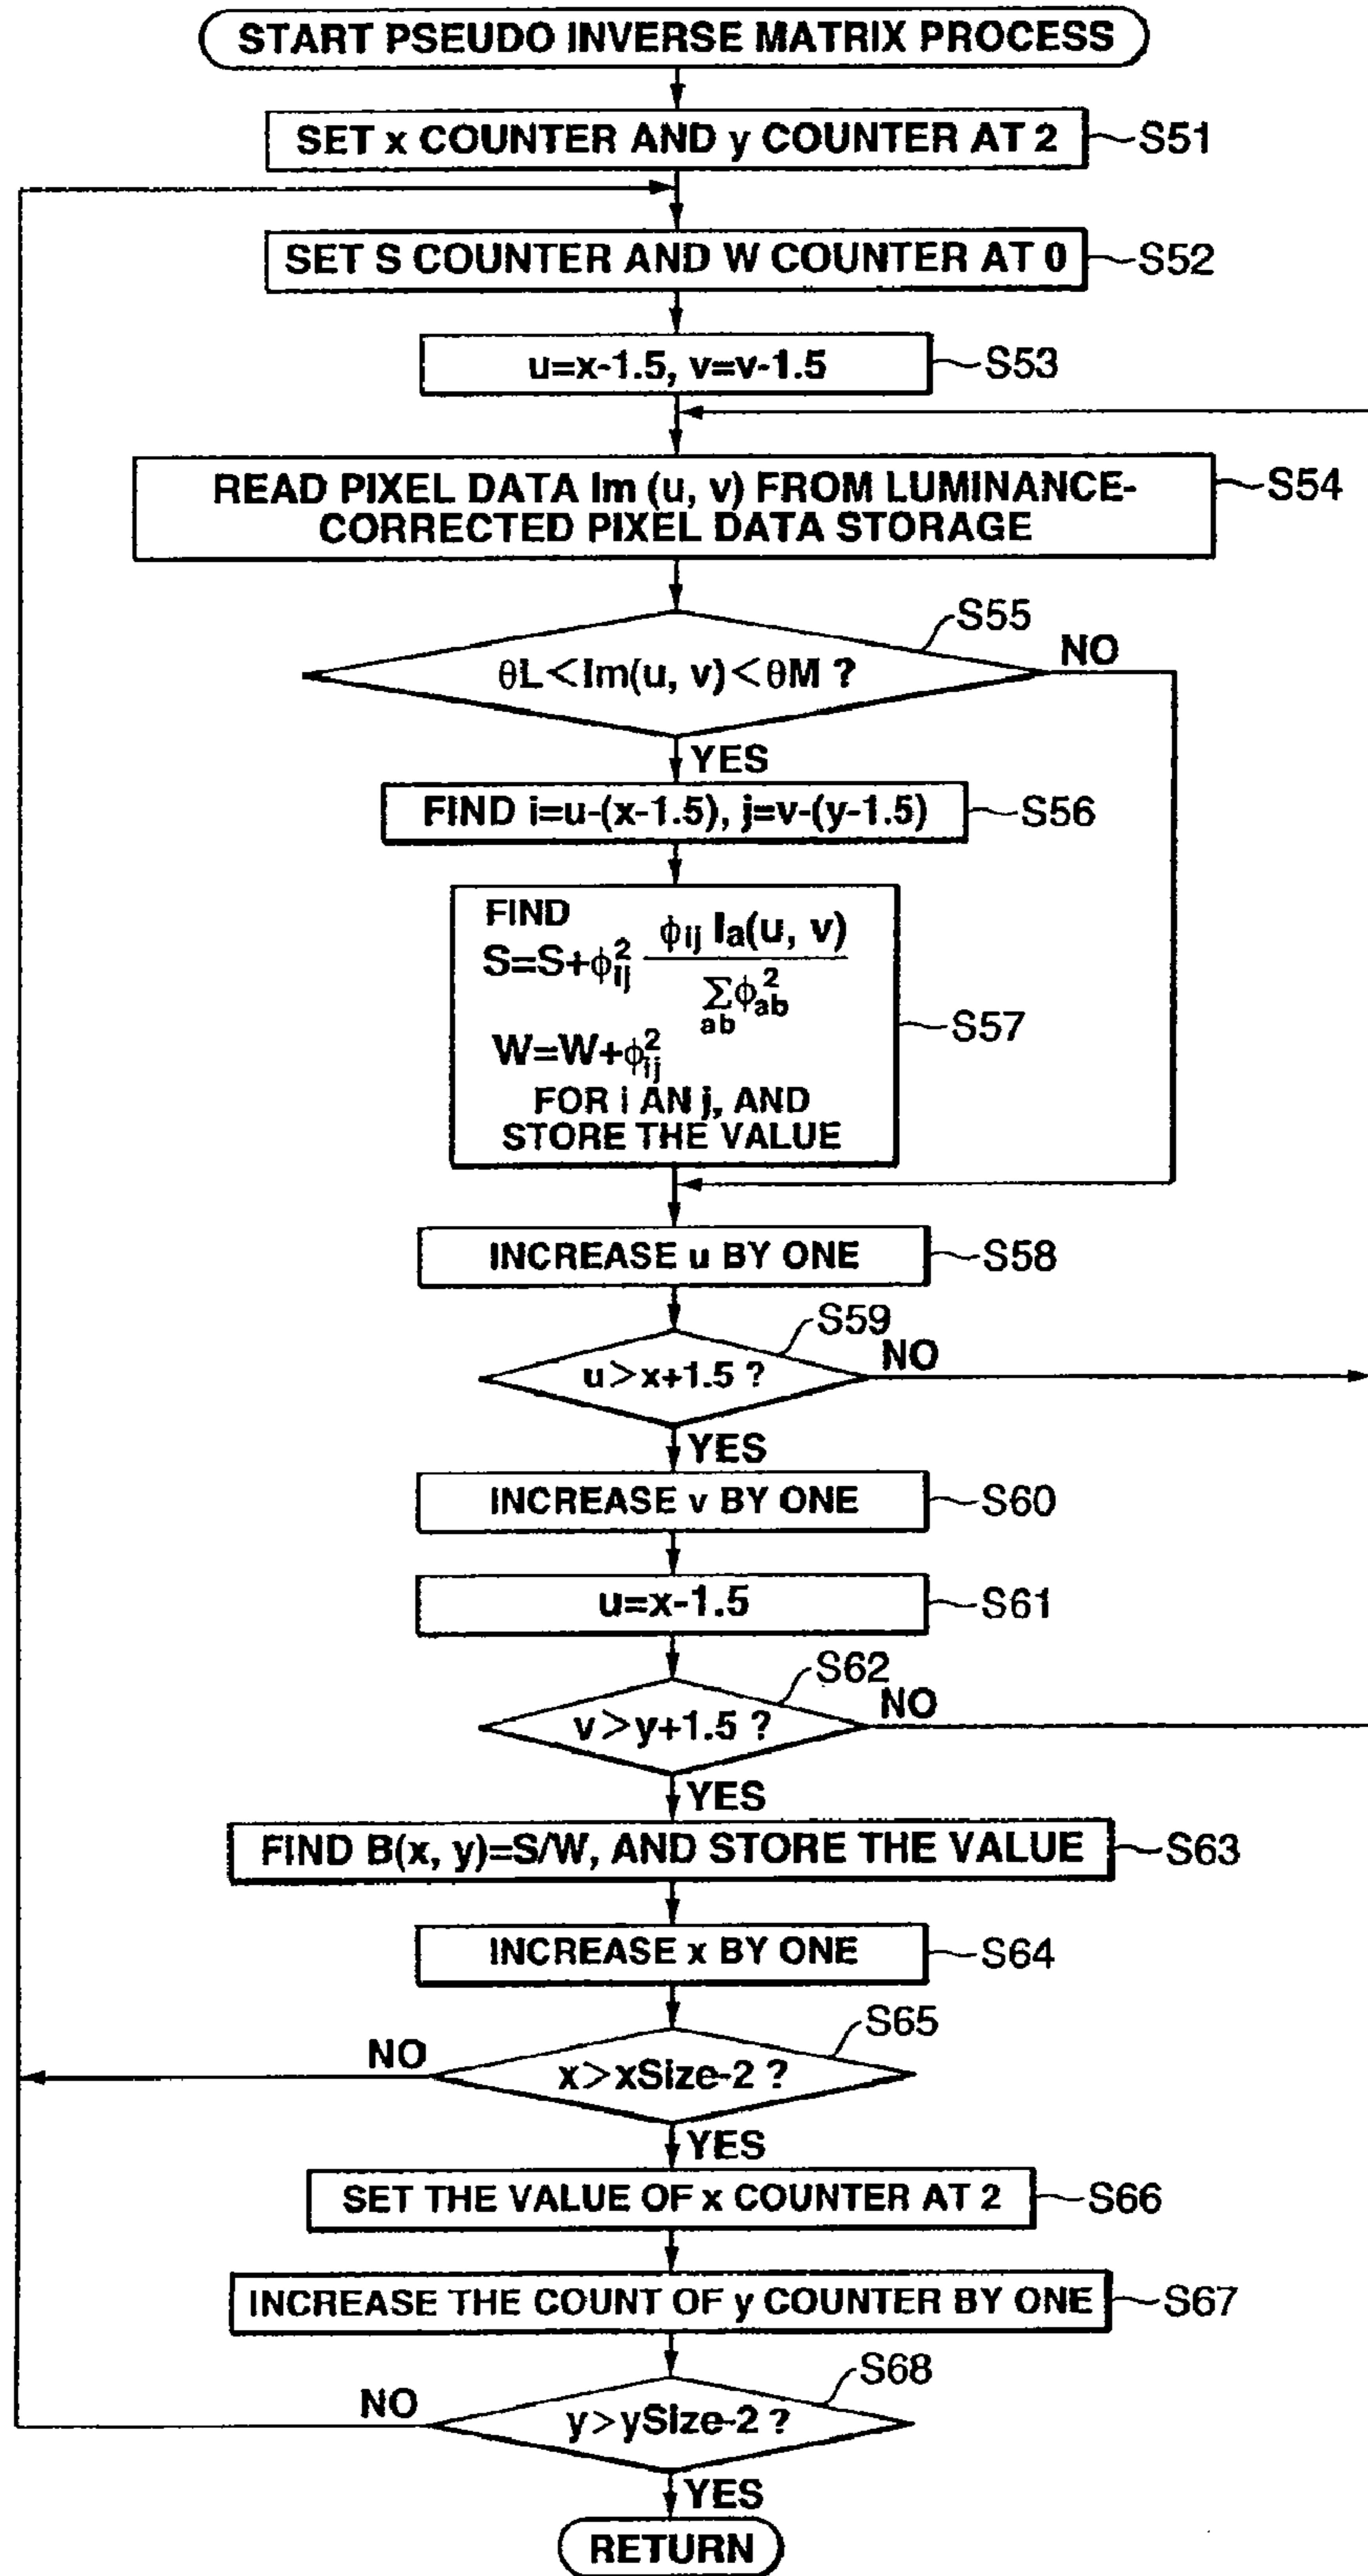 START PSEUDO INVERSE MATRIX PROCESS
SET x COUNTER AND y COUNTER AT 2
S51
SET S COUNTER AND W COUNTER AT 0
S52
u=x-1.5, v=v-1.5
S53
READ PIXEL DATA Im (u, v) FROM LUMINANCE-
CORRECTED PIXEL DATA STORAGE
S54
S55
θL<Im(u, v)<θM ?
NO
YES
FIND i=u-(x-1.5), j=v-(y-1.5)
S56
FIND
S=S+ϕ²ij ϕij Ia(u, v) / Σab ϕ²ab
W=W+ϕ²ij
FOR i AN j, AND
STORE THE VALUE
S57
INCREASE u BY ONE
S58
S59
u>x+1.5 ?
NO
YES
INCREASE v BY ONE
S60
u=x-1.5
S61
S62
v>y+1.5 ?
NO
YES
FIND B(x, y)=S/W, AND STORE THE VALUE
S63
INCREASE x BY ONE
S64
S65
NO
x>xSize-2 ?
YES
SET THE VALUE OF x COUNTER AT 2
S66
INCREASE THE COUNT OF y COUNTER BY ONE
S67
S68
NO
y>ySize-2 ?
YES
RETURN